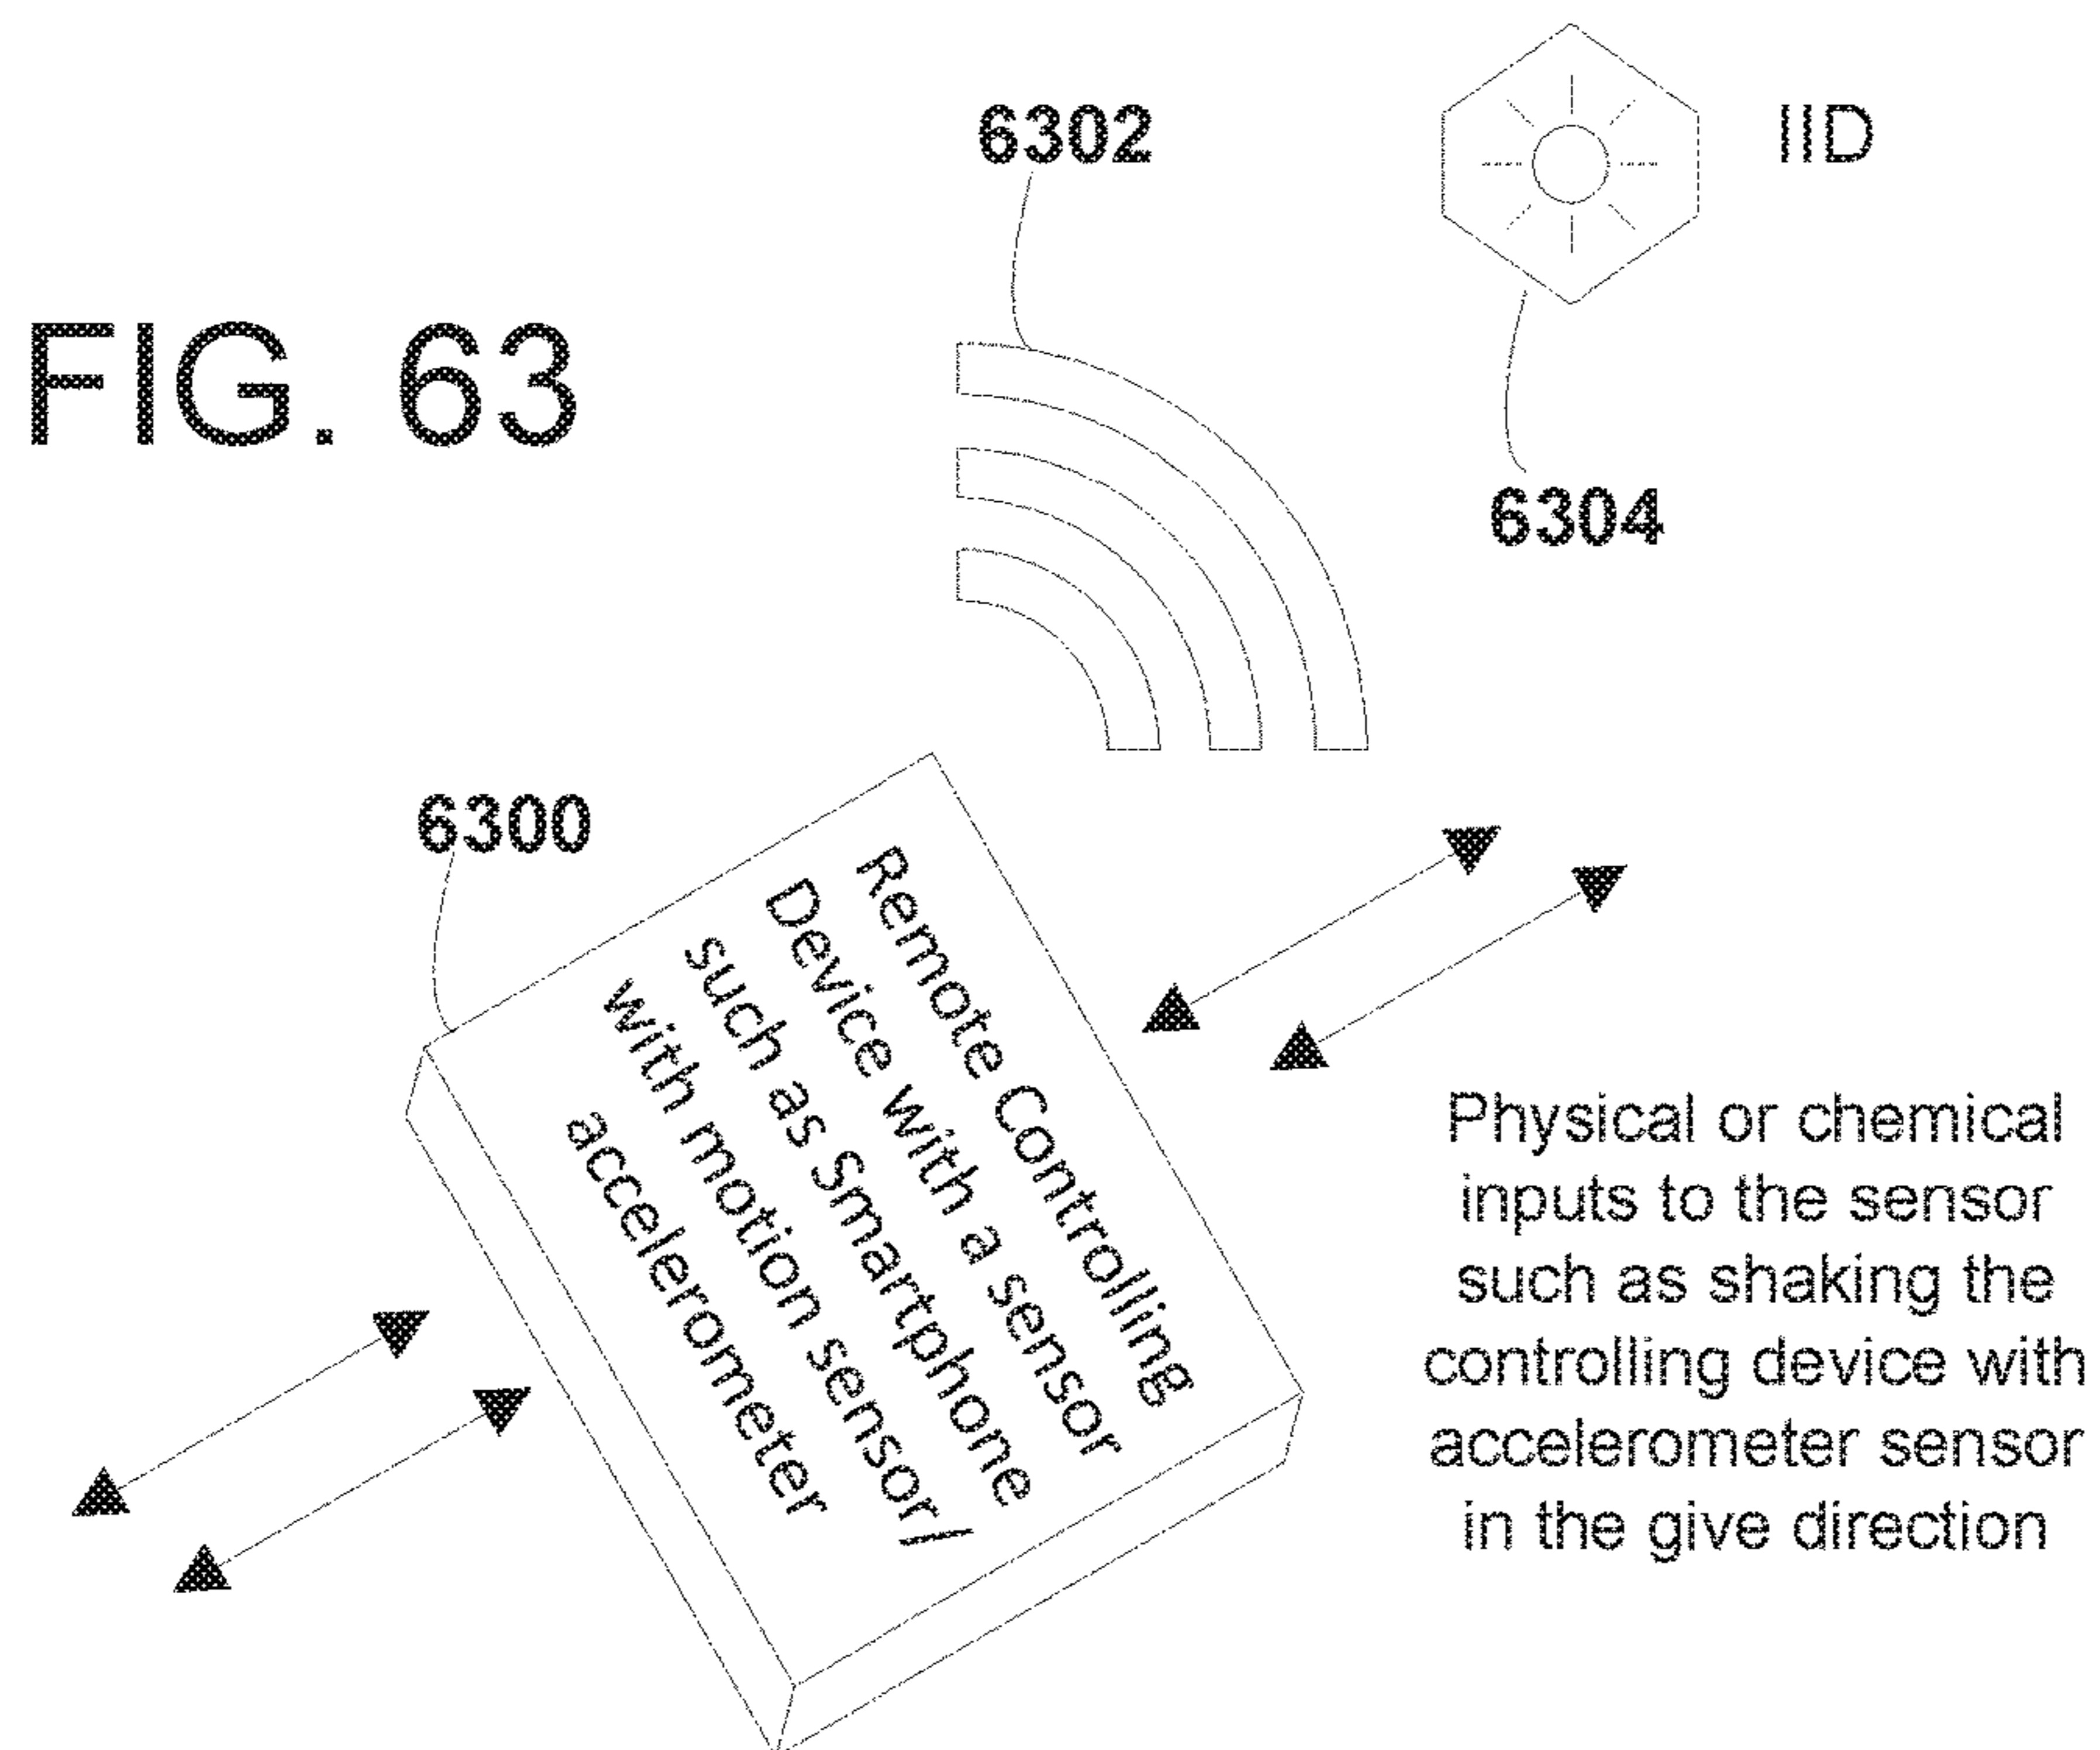 6302
IID
FIG. 63
6304
6300
Remote Controlling
Device with a sensor
such as Smartphone
with motion sensor/
accelerometer
Physical or chemical
inputs to the sensor
such as shaking the
controlling device with
accelerometer sensor
in the give direction